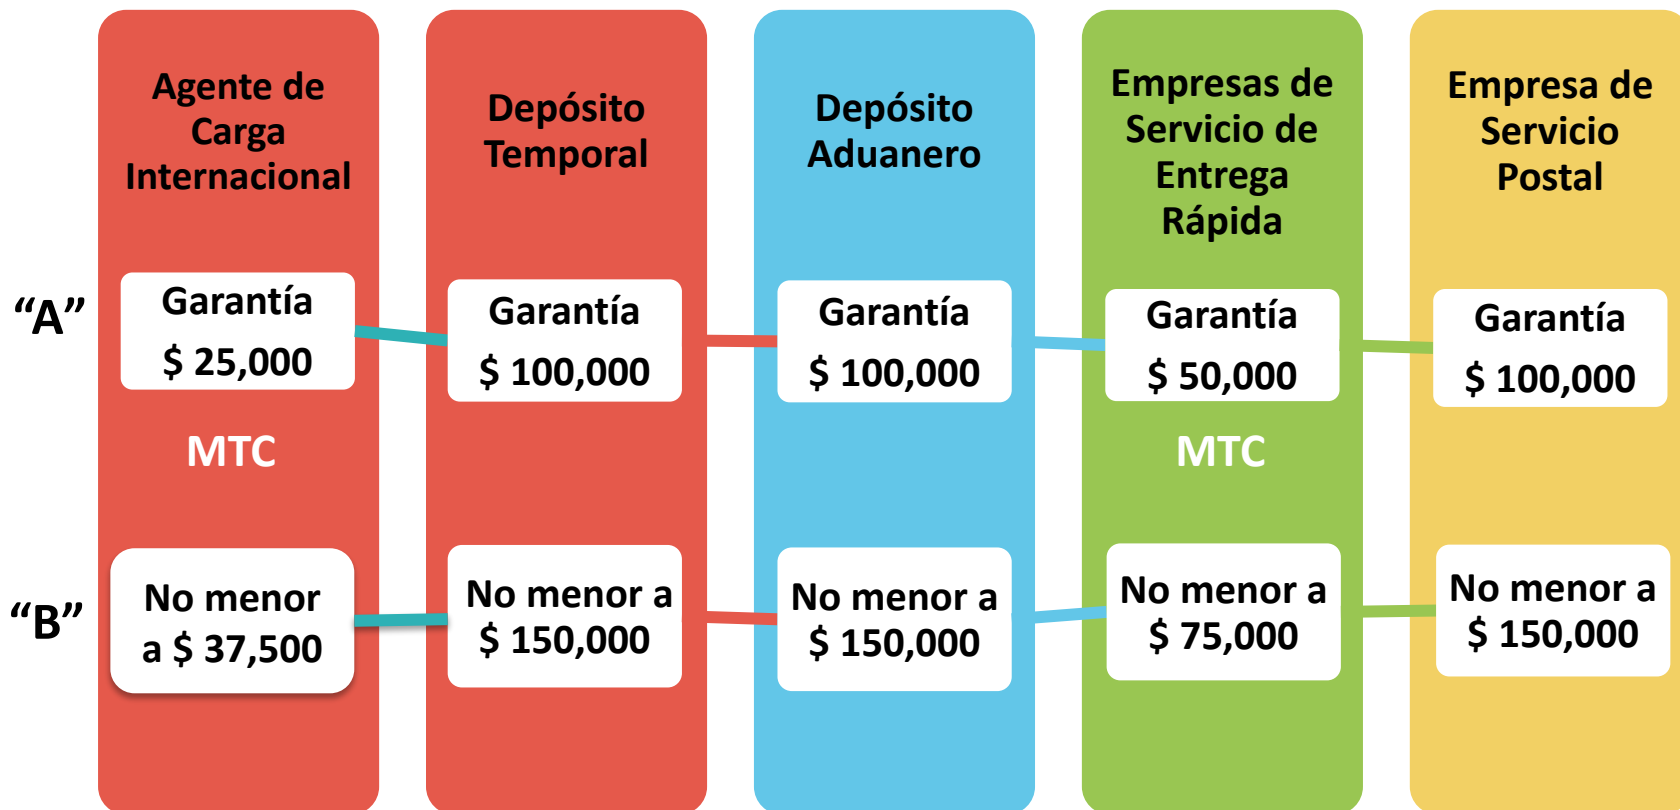 Agente de
Carga
Internacional
Depósito
Temporal
Depósito
Aduanero
Empresas de
Servicio de
Entrega
Rápida
Empresa de
Servicio
Postal
“A”
Garantía
$ 25,000
Garantía
$ 100,000
Garantía
$ 100,000
Garantía
$ 50,000
Garantía
$ 100,000
MTC
MTC
“B”
No menor
a $ 37,500
No menor a
$ 150,000
No menor a
$ 150,000
No menor a
$ 75,000
No menor a
$ 150,000